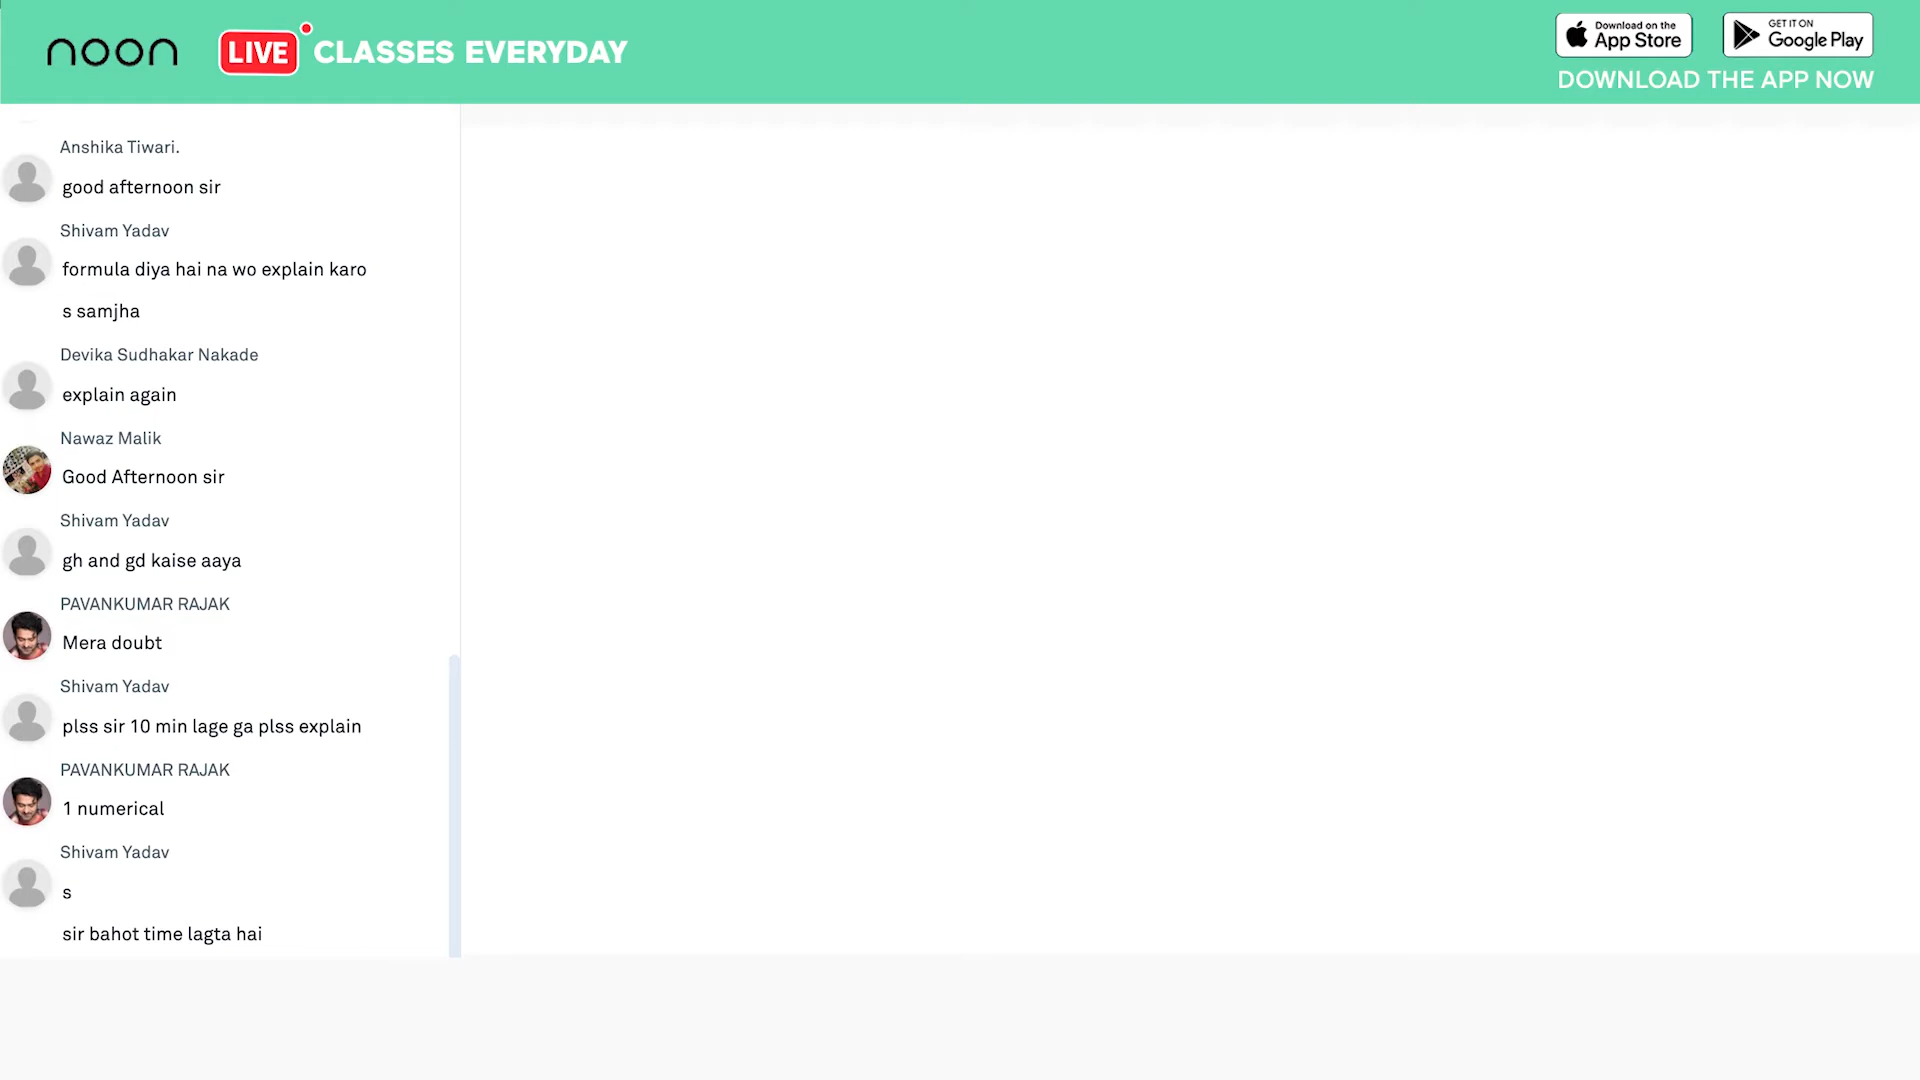 noon LIVE CLASSES EVERYDAY
Download on the App Store
GET IT ON Google Play
DOWNLOAD THE APP NOW
Anshika Tiwari.
good afternoon sir
Shivam Yadav
formula diya hai na wo explain karo
s samjha
Devika Sudhakar Nakade
explain again
Nawaz Malik
Good Afternoon sir
Shivam Yadav
gh and gd kaise aaya
PAVANKUMAR RAJAK
Mera doubt
Shivam Yadav
plss sir 10 min lage ga plss explain
PAVANKUMAR RAJAK
1 numerical
Shivam Yadav
s
sir bahot time lagta hai